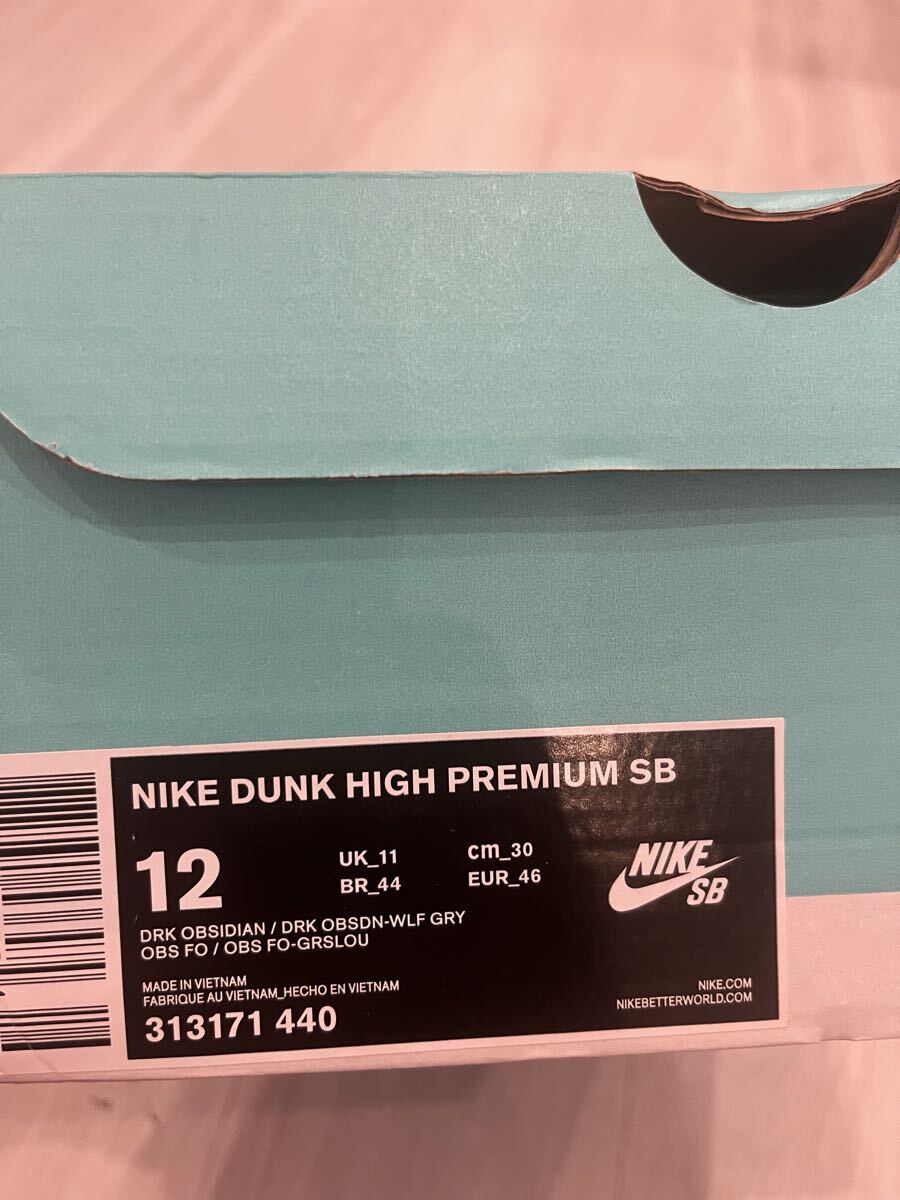 NIKE DUNK HIGH PREMIUM SB
12
UK_11
cm_30
BR_44
EUR_46
NIKE
SB
DRK OBSIDIAN / DRK OBSDN-WLF GRY
OBS FO / OBS FO-GRSLOU
MADE IN VIETNAM
FABRIQUE AU VIETNAM_HECHO EN VIETNAM
313171 440
NIKE.COM
NIKEBETTERWORLD.COM